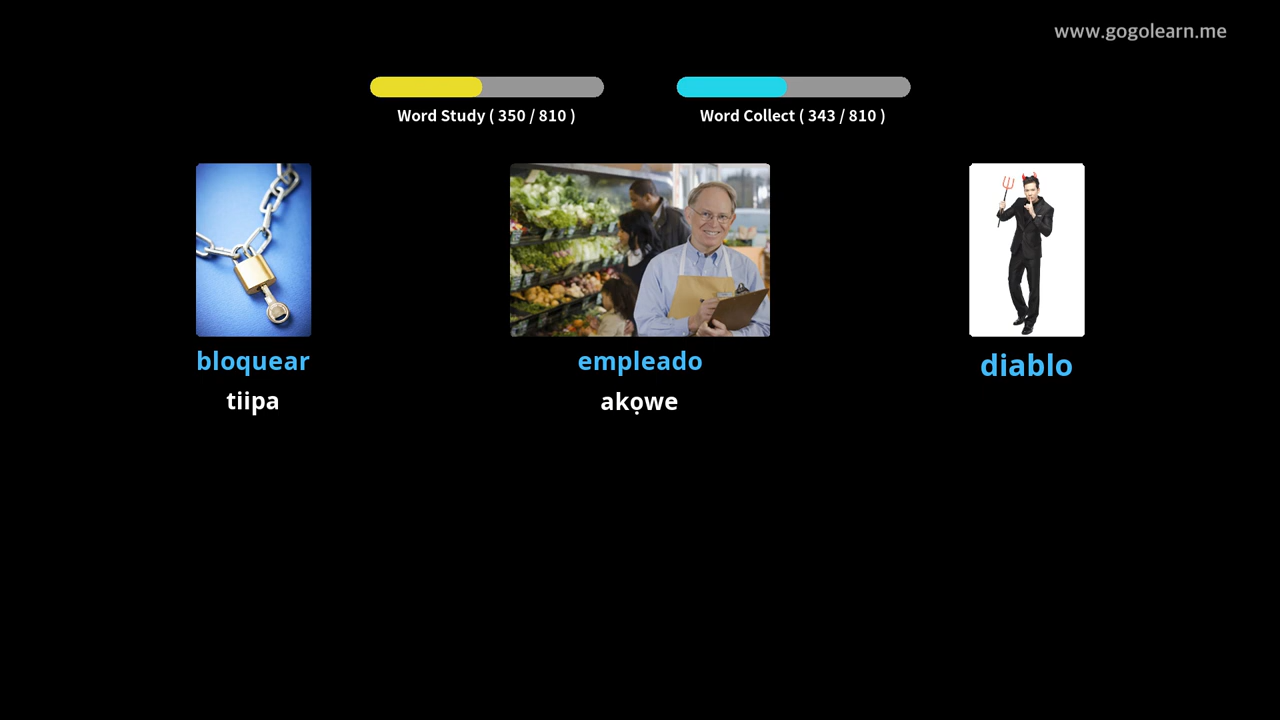 www.gogolearn.me
Word Study ( 350 / 810 )
Word Collect ( 343 / 810 )
bloquear
tiipa
empleado
akọwe
diablo